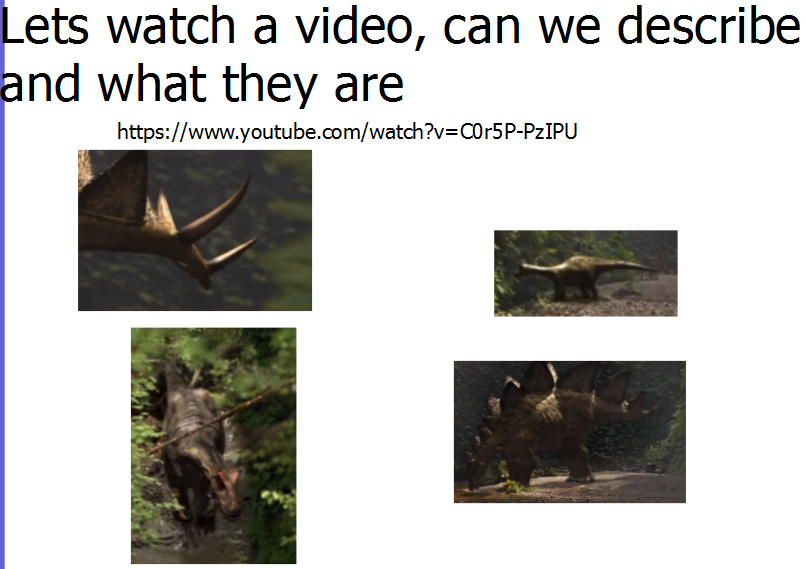 Lets watch a video, can we describe
and what they are
https://www.youtube.com/watch?v=C0r5P-PzIPU